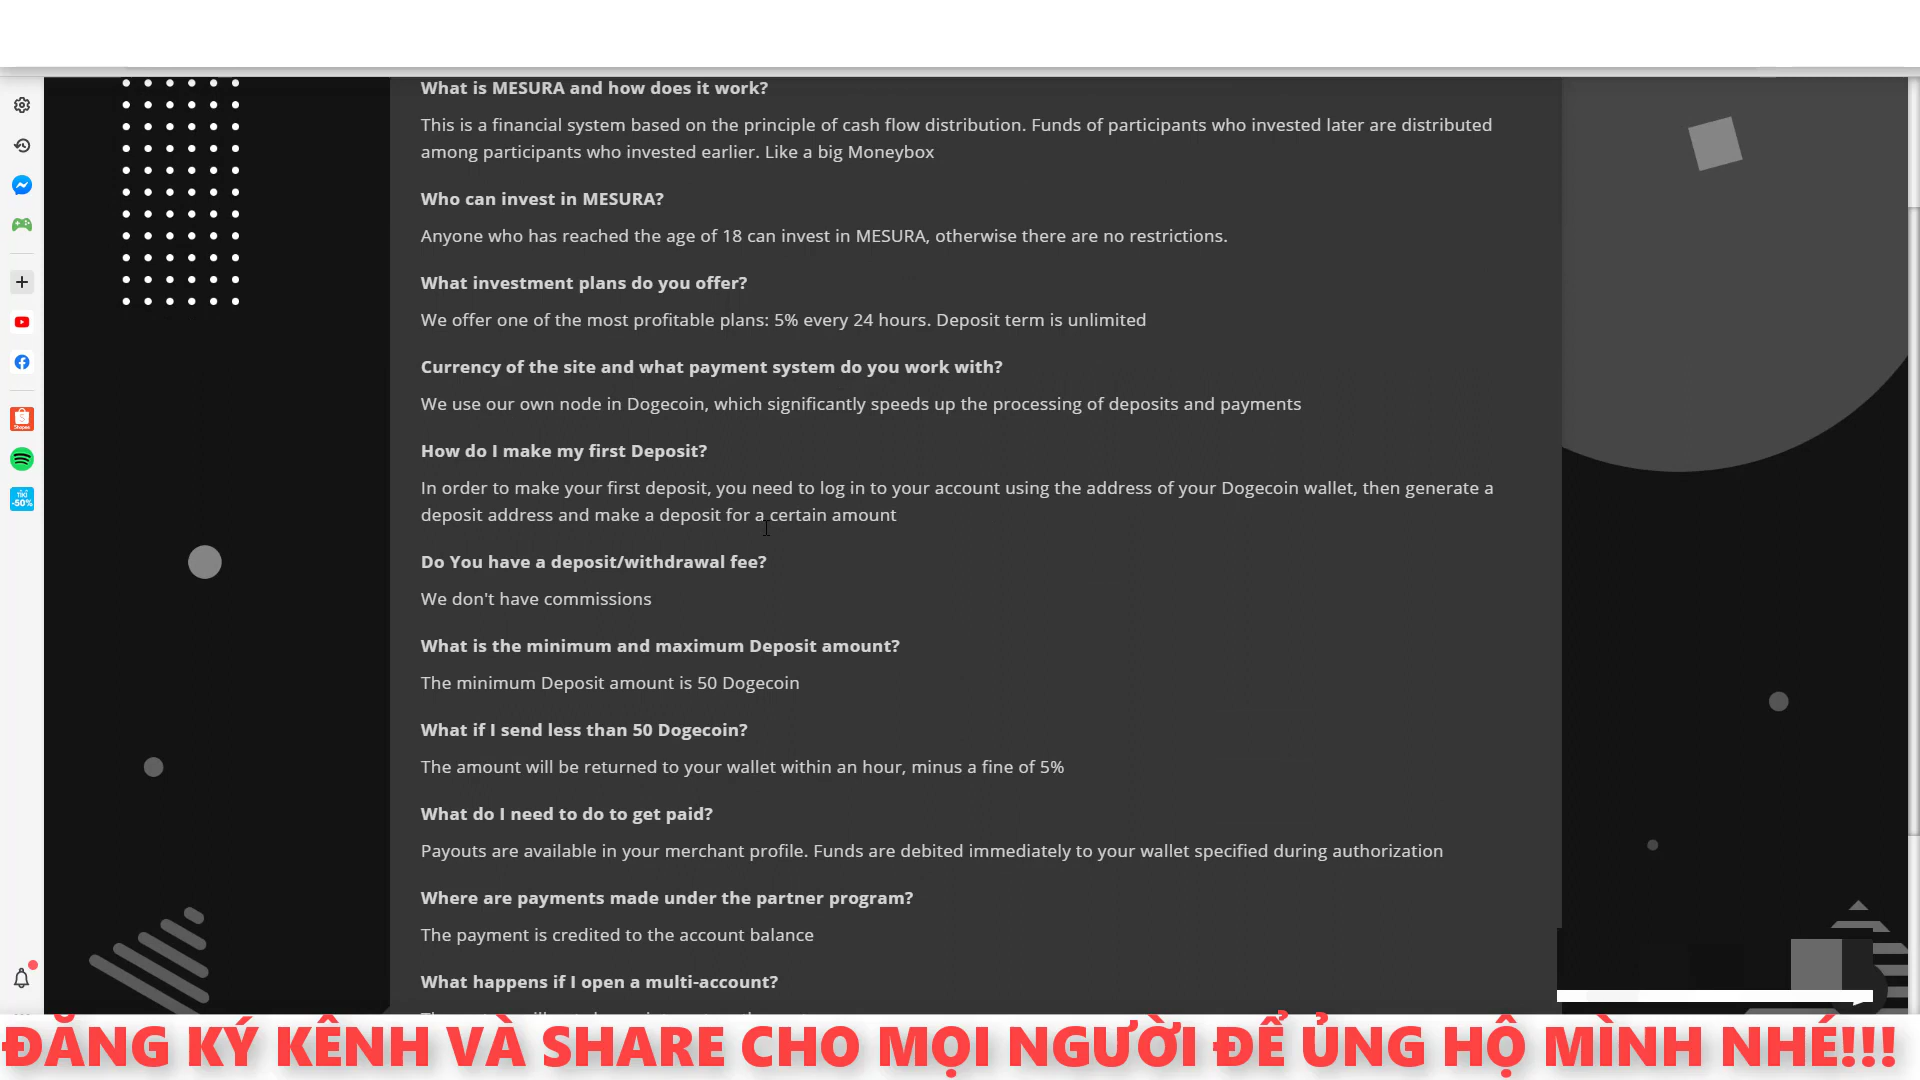 What is MESURA and how does it work?
This is a financial system based on the principle of cash flow distribution. Funds of participants who invested later are distributed
among participants who invested earlier. Like a big Moneybox
Who can invest in MESURA?
Anyone who has reached the age of 18 can invest in MESURA, otherwise there are no restrictions.
What investment plans do you offer?
We offer one of the most profitable plans: 5% every 24 hours. Deposit term is unlimited
Currency of the site and what payment system do you work with?
We use our own node in Dogecoin, which significantly speeds up the processing of deposits and payments
How do I make my first Deposit?
In order to make your first deposit, you need to log in to your account using the address of your Dogecoin wallet, then generate a
deposit address and make a deposit for a certain amount
Do You have a deposit/withdrawal fee?
We don't have commissions
What is the minimum and maximum Deposit amount?
The minimum Deposit amount is 50 Dogecoin
What if I send less than 50 Dogecoin?
The amount will be returned to your wallet within an hour, minus a fine of 5%
What do I need to do to get paid?
Payouts are available in your merchant profile. Funds are debited immediately to your wallet specified during authorization
Where are payments made under the partner program?
The payment is credited to the account balance
What happens if I open a multi-account?
ĐĂNG KÝ KÊNH VÀ SHARE CHO MỌI NGƯỜI ĐỂ ỦNG HỘ MÌNH NHÉ!!!